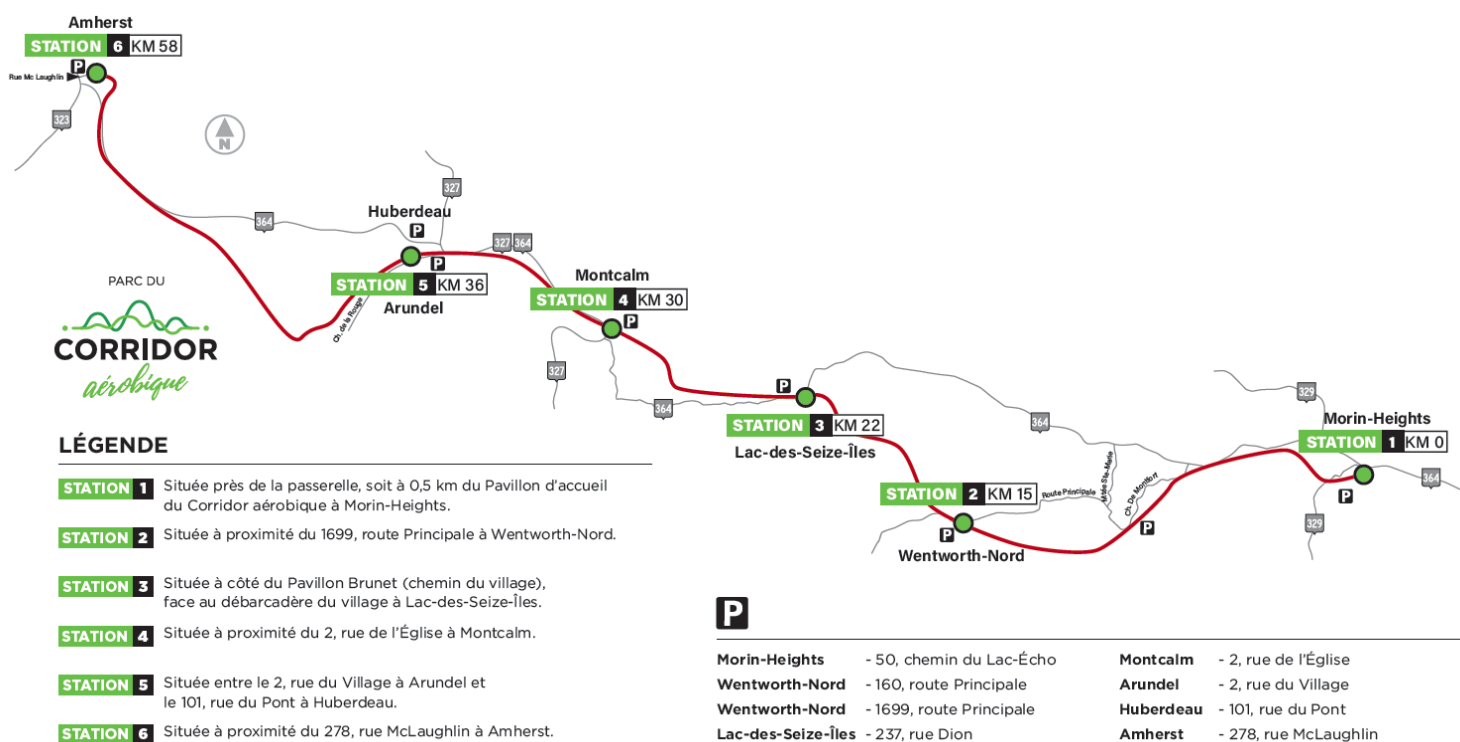 Amherst
STATION 6 KM 58
P
Rue Mc Laughlin
323
N
327
Huberdeau
P
364
327 364
P
STATION 5 KM 36
Arundel
Ch. de la Rouge
Montcalm
STATION 4 KM 30
P
327
364
PARC DU
CORRIDOR
aérobique
P
STATION 3 KM 22
Lac-des-Seize-Îles
364
329
Morin-Heights
STATION 1 KM 0
364
P
329
STATION 2 KM 15
Route Principale
Ch. De Montfort
P
P
Wentworth-Nord
LÉGENDE
STATION 1 Située près de la passerelle, soit à 0,5 km du Pavillon d'accueil
du Corridor aérobique à Morin-Heights.
STATION 2 Située à proximité du 1699, route Principale à Wentworth-Nord.
STATION 3 Située à côté du Pavillon Brunet (chemin du village),
face au débarcadère du village à Lac-des-Seize-Îles.
STATION 4 Située à proximité du 2, rue de l'Église à Montcalm.
STATION 5 Située entre le 2, rue du Village à Arundel et
le 101, rue du Pont à Huberdeau.
STATION 6 Située à proximité du 278, rue McLaughlin à Amherst.
P
Morin-Heights - 50, chemin du Lac-Écho
Wentworth-Nord - 160, route Principale
Wentworth-Nord - 1699, route Principale
Lac-des-Seize-Îles - 237, rue Dion
Montcalm - 2, rue de l'Église
Arundel - 2, rue du Village
Huberdeau - 101, rue du Pont
Amherst - 278, rue McLaughlin